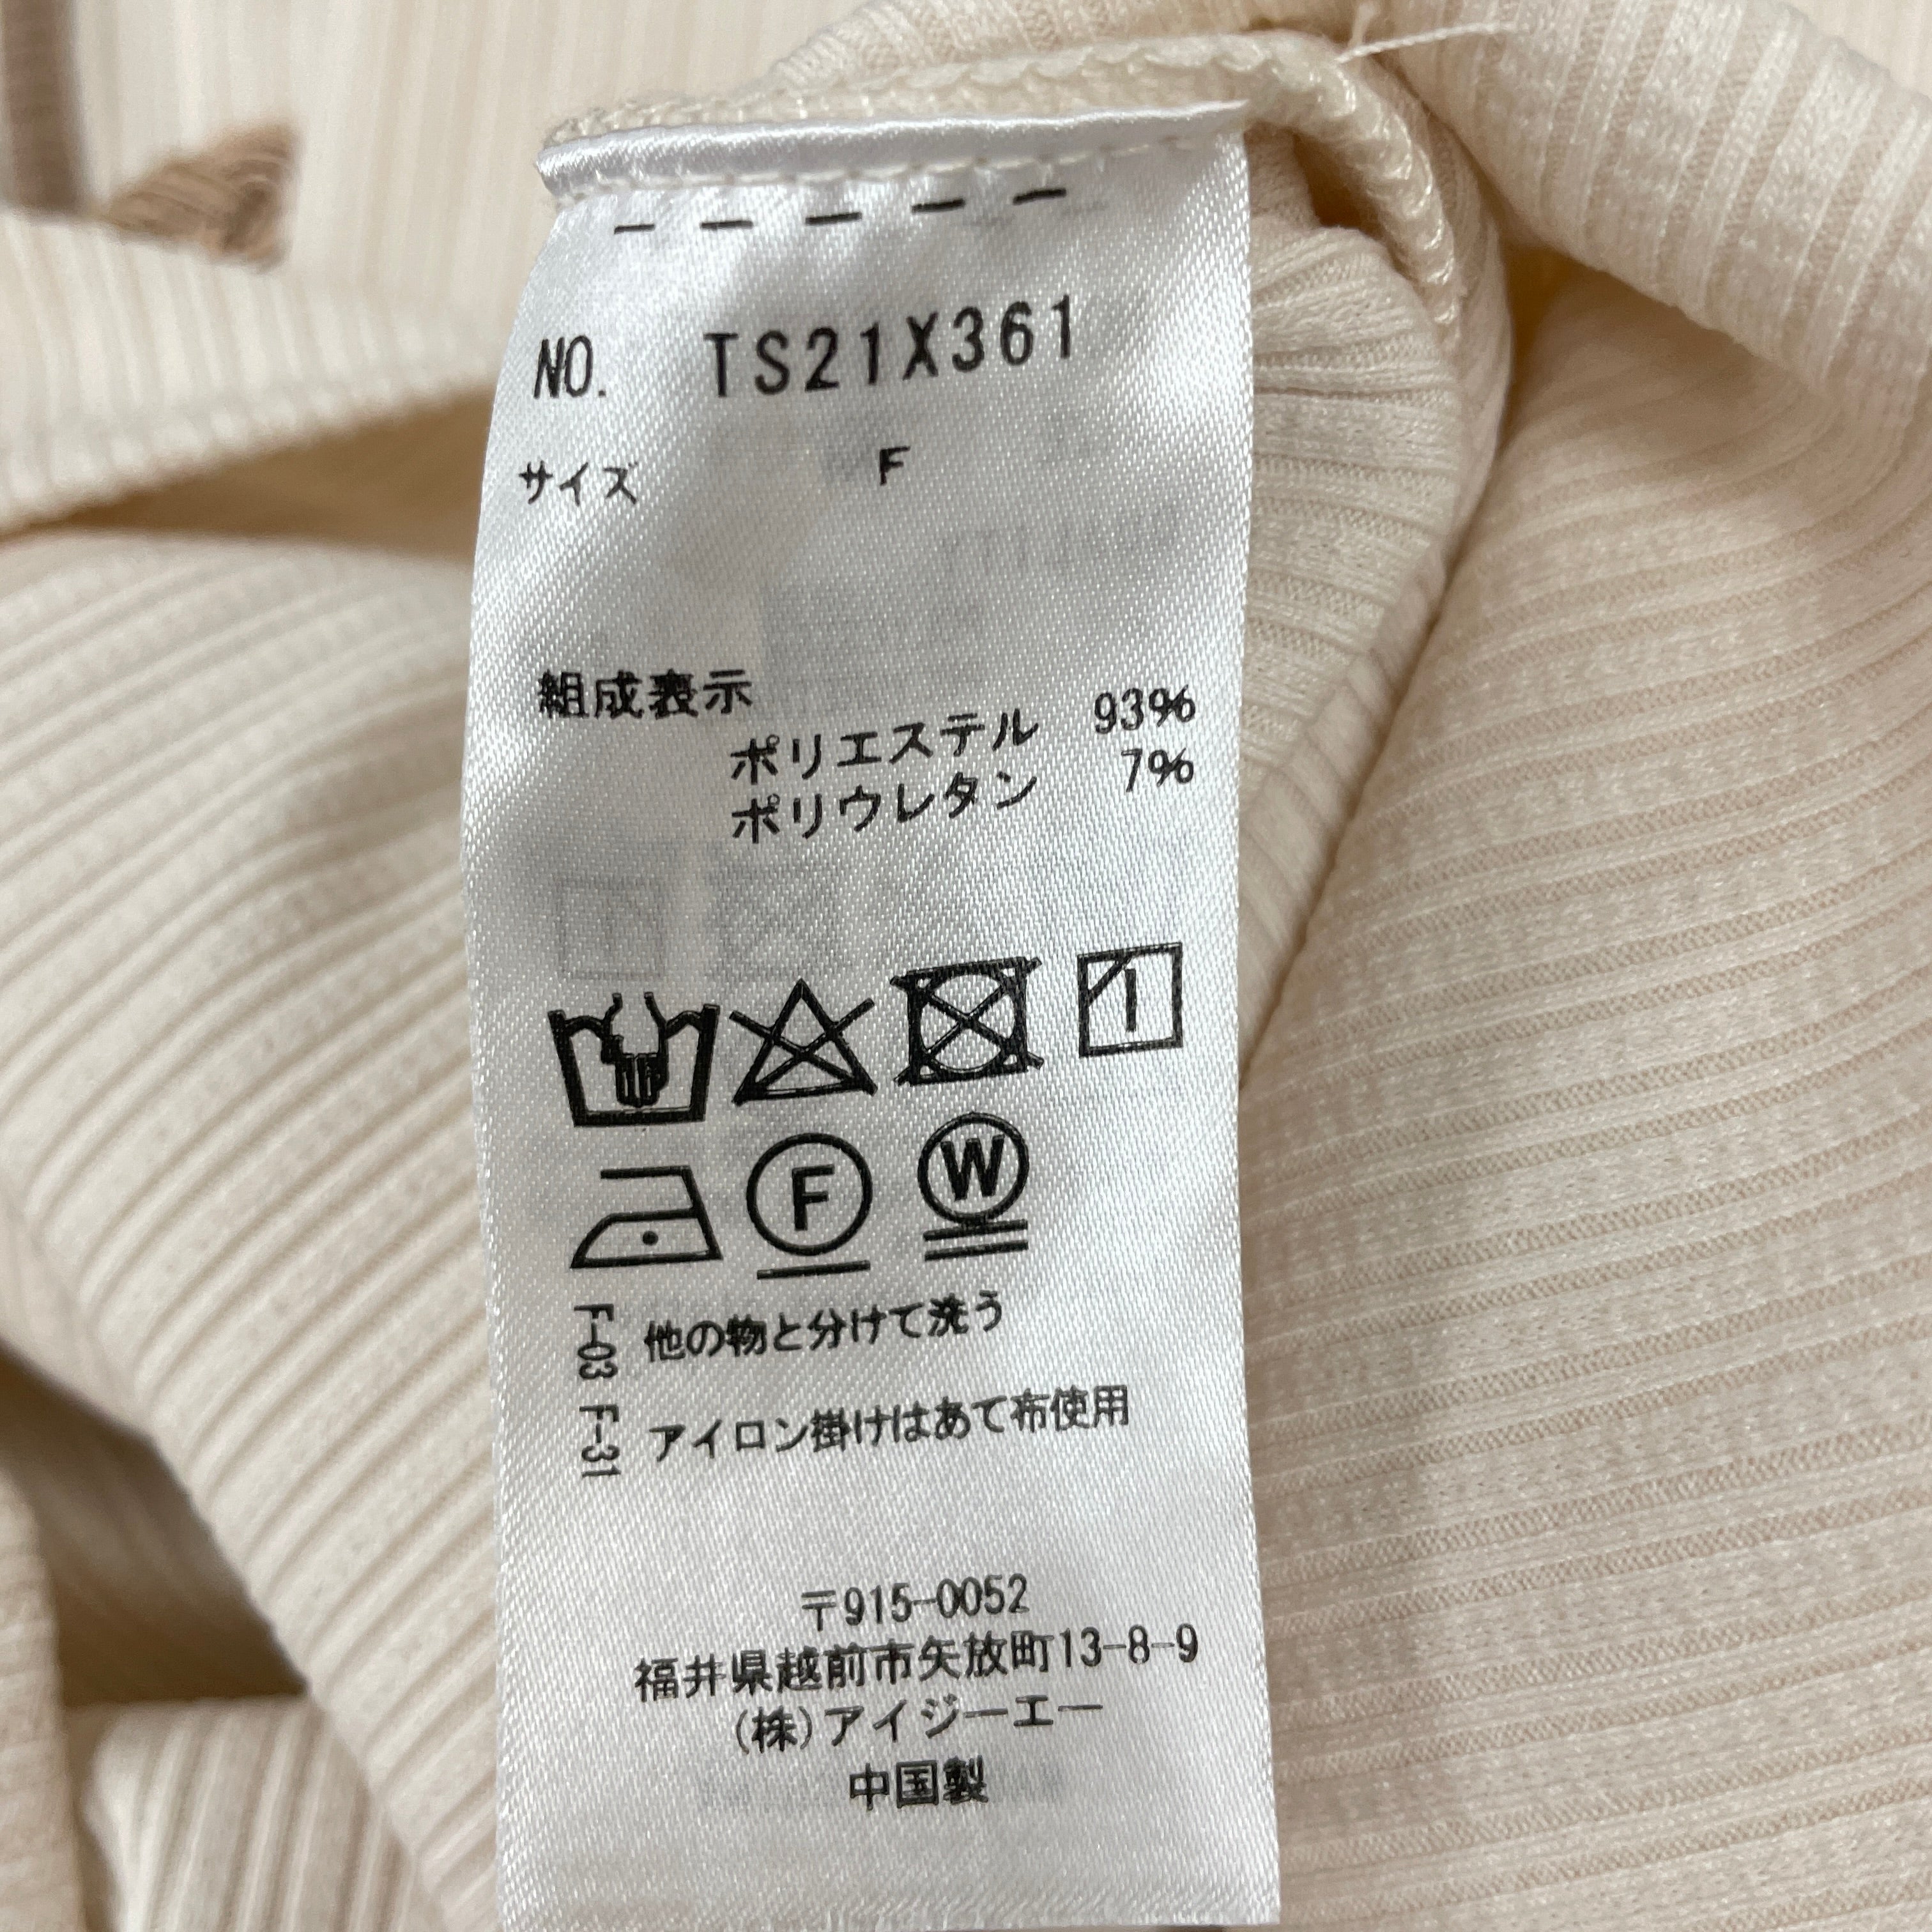 NO. TS21X361
サイズ F
組成表示
ポリエステル 93%
ポリウレタン 7%
F
W
F-03 他の物と分けて洗う
F-31 アイロン掛けはあて布使用
〒915-0052
福井県越前市矢放町13-8-9
(株)アイジーエー
中国製